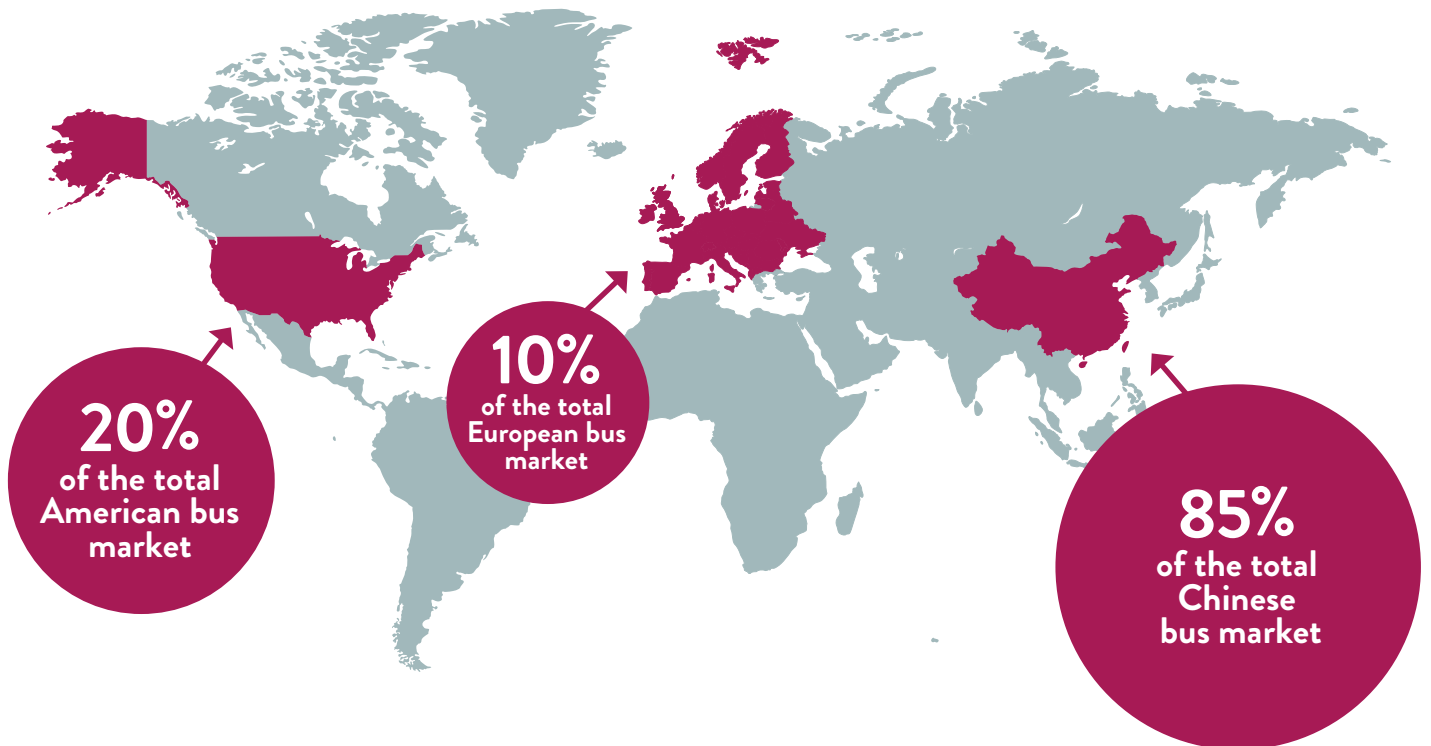 20%
of the total
American bus
market
10%
of the total
European bus
market
85%
of the total
Chinese
bus market